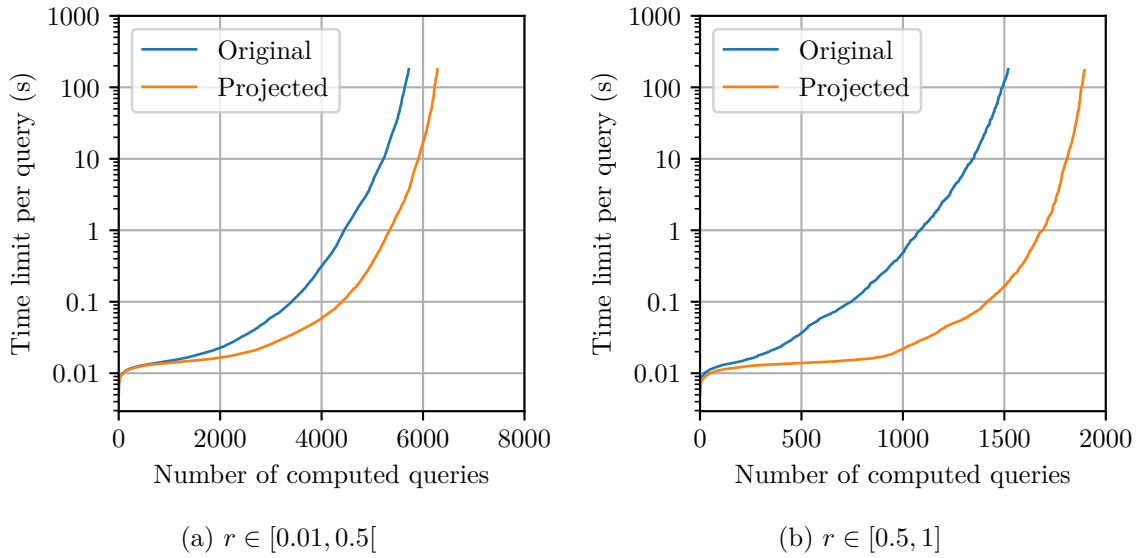 1000
100
10
1
0.1
0.01
Time limit per query (s)
Original
Projected
0 2000 4000 6000 8000
Number of computed queries
(a) r ∈ [0.01, 0.5[
1000
100
10
1
0.1
0.01
Time limit per query (s)
Original
Projected
0 500 1000 1500 2000
Number of computed queries
(b) r ∈ [0.5, 1]